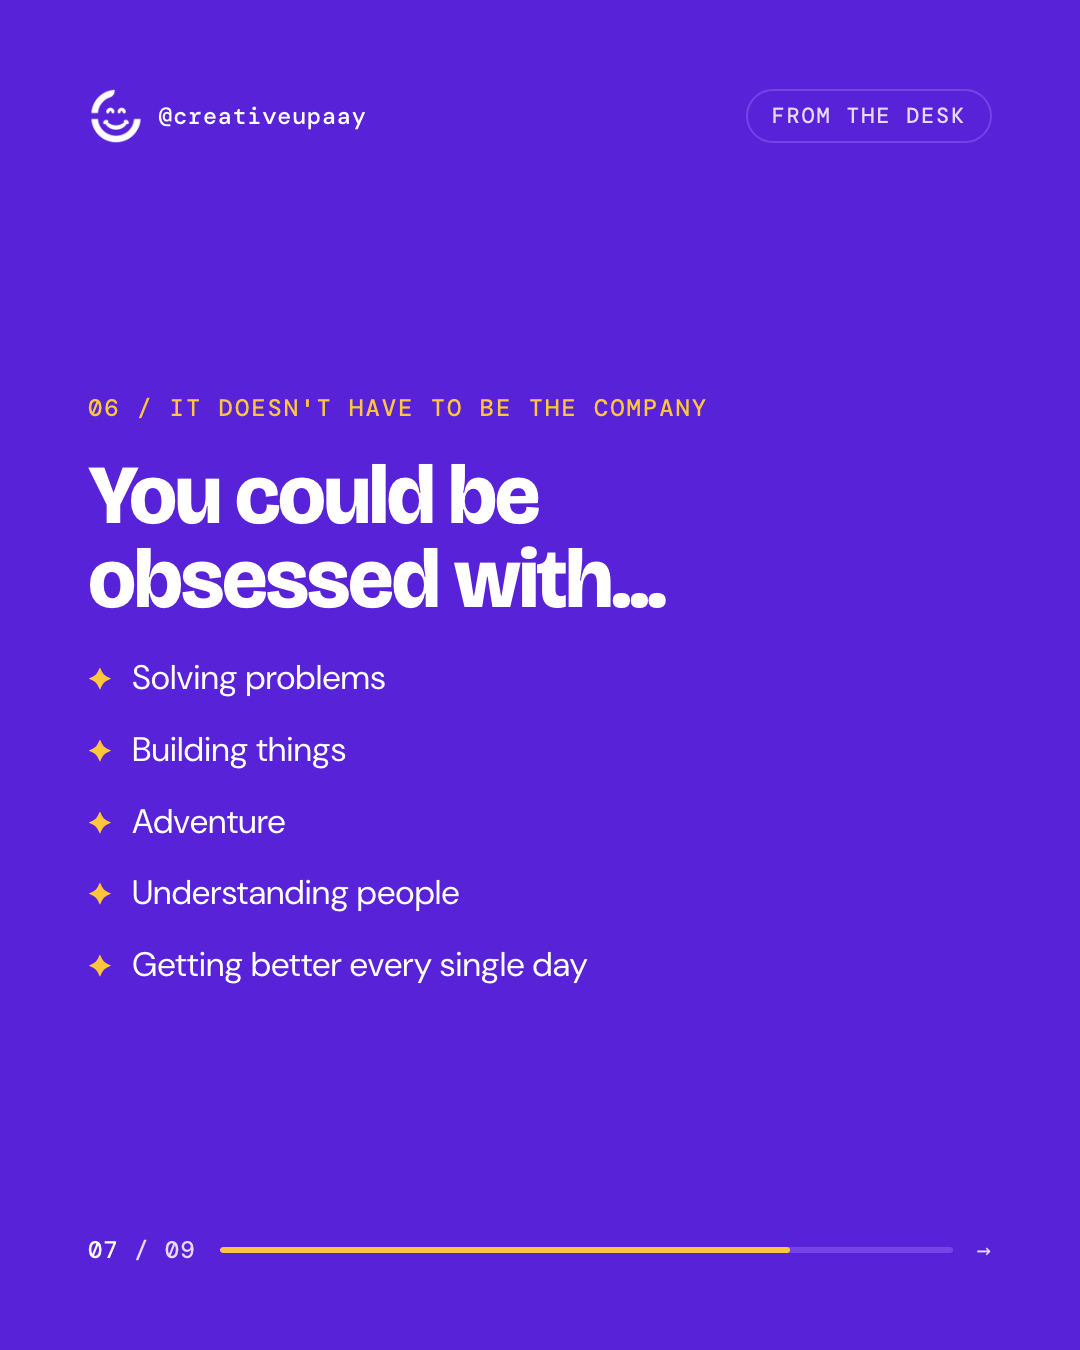 @creativeupaay
FROM THE DESK
06 / IT DOESN'T HAVE TO BE THE COMPANY
You could be
obsessed with...
✦ Solving problems
✦ Building things
✦ Adventure
✦ Understanding people
✦ Getting better every single day
07 / 09 →